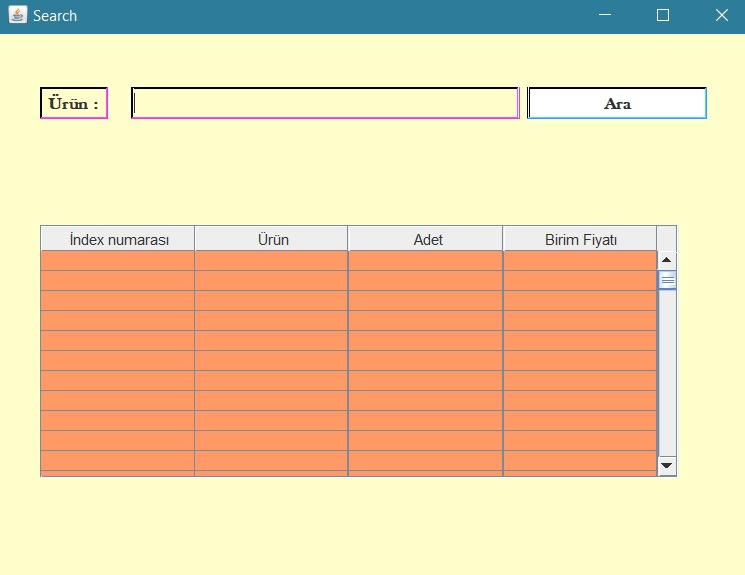 Search
Ürün : Ara
İndex numarası Ürün Adet Birim Fiyatı